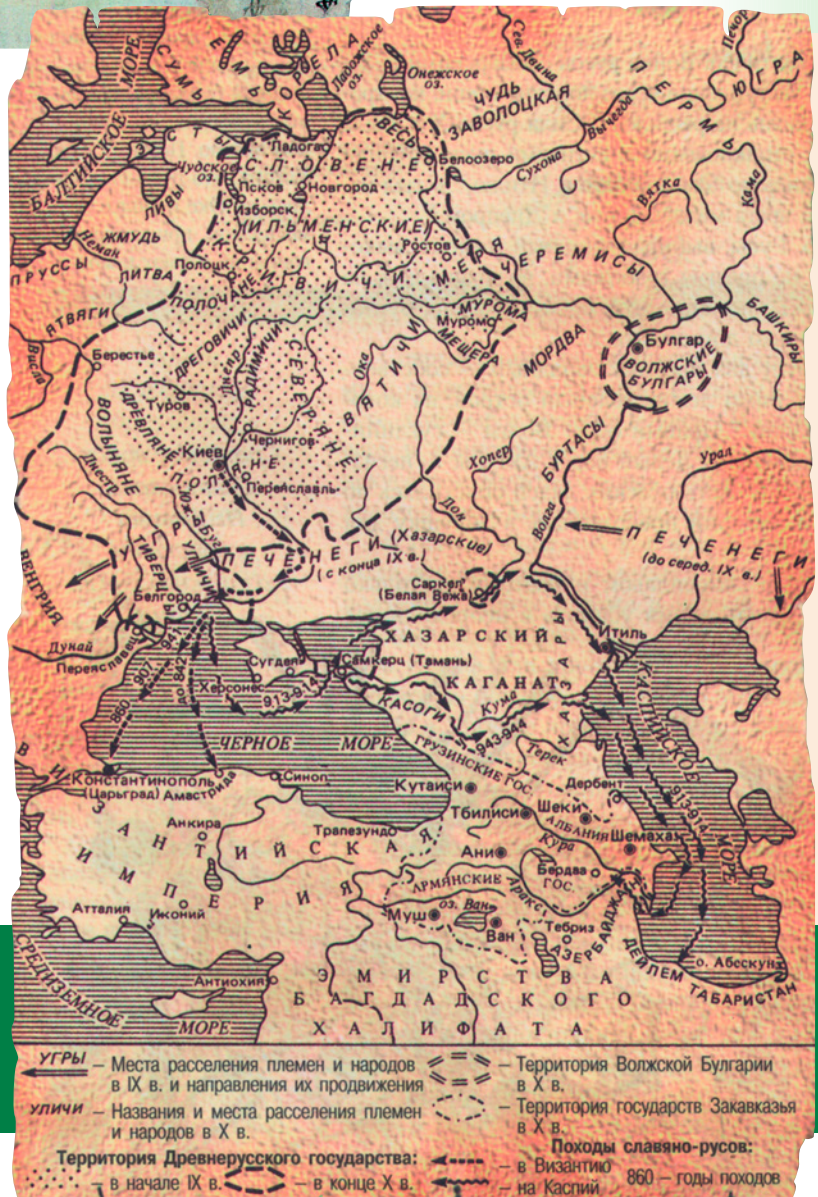 БАЛТИЙСКОЕ МОРЕ
СУМЬ
ЕМЬ
КОРЕЛА
Ладожское оз.
Онежское оз.
Сев. Двина
ЧУДЬ ЗАВОЛОЦКАЯ
ПЕРМЬ
ЮГРА
Вычегда
Сухона
ВЕСЬ
Белоозеро
Ладога
Чудское оз.
СЛОВЕНЕ
(ИЛЬМЕНСКИЕ)
Псков
Новгород
Изборск
Вятка
Кама
ЛИВЫ
ЖМУДЬ
Неман
ЛИТВА
ПРУССЫ
ЯТВЯГИ
Висла
Полоцк
ПОЛОЧАНЕ
КРИВИЧИ
Ростов
МЕРЯ
ЧЕРЕМИСЫ
МУРОМА
Муром
МЕЩЕРА
МОРДВА
БАШКИРЫ
Булгар
ВОЛЖСКИЕ БУЛГАРЫ
Берестье
ДРЕГОВИЧИ
Днепр
РАДИМИЧИ
СЕВЕРЯНЕ
Ока
ВЯТИЧИ
Туров
ВОЛЫНЯНЕ
ДРЕВЛЯНЕ
Чернигов
Киев
Переяславль
Хопер
БУРТАСЫ
Урал
Дон
Волга
Днестр
ТИВЕРЦЫ
УЛИЧИ
ПЕЧЕНЕГИ (Хазарские)
(с конца IX в.)
ПЕЧЕНЕГИ
(до серед. IX в.)
ВЕНГРИЯ
Белгород
Дунай
Переяславец
Саркел
(Белая Вежа)
ХАЗАРСКИЙ
КАГАНАТ
ХАЗАРЫ
Итиль
Сугдея
Самкерц (Тамань)
Херсонес
913-914
907
941
до 842
860
КАСОГИ
Кума
943-944
Терек
КАСПИЙСКОЕ МОРЕ
913-914
ЧЕРНОЕ МОРЕ
ГРУЗИНСКИЕ ГОС.
Дербент
Константинополь
(Царьград)
Амастрида
Синоп
Кутаиси
Тбилиси
Шеки
АЛБАНИЯ
Шемаха
Кура
ВИЗАНТИЙСКАЯ
ИМПЕРИЯ
Анкира
Трапезунд
Ани
Бердва
АРМЯНСКИЕ ГОС.
Аракс
оз. Ван
Муш
Ван
Тебриз
АЗЕРБАЙДЖАН
Атталия
Иконий
ДЕЙЛЕМ
ТАБАРИСТАН
о. Абескун
СРЕДИЗЕМНОЕ МОРЕ
Антиохия
ЭМИРСТВА
БАГДАДСКОГО
ХАЛИФАТА
УГРЫ – Места расселения племен и народов
в IX в. и направления их продвижения
УЛИЧИ – Названия и места расселения племен
и народов в X в.
– Территория Волжской Булгарии
в X в.
– Территория государств Закавказья
в X в.
Территория Древнерусского государства:
– в начале IX в.
– в конце X в.
Походы славяно-русов:
– в Византию
– на Каспий
860 – годы походов